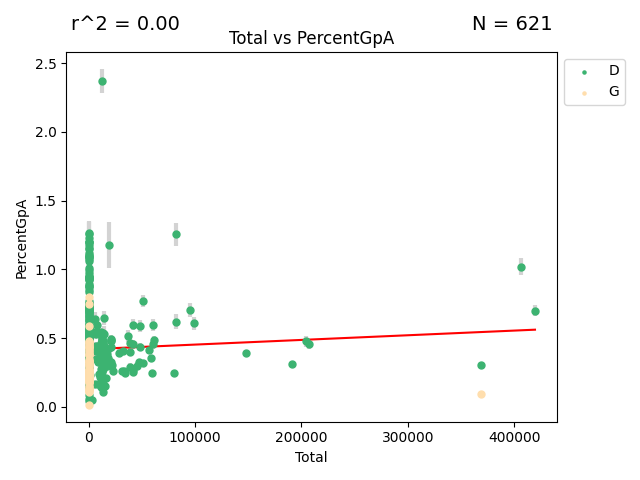 r^2 = 0.00
N = 621
Total vs PercentGpA
D
G
2.5
2.0
1.5
1.0
0.5
0.0
PercentGpA
0
100000
200000
300000
400000
Total